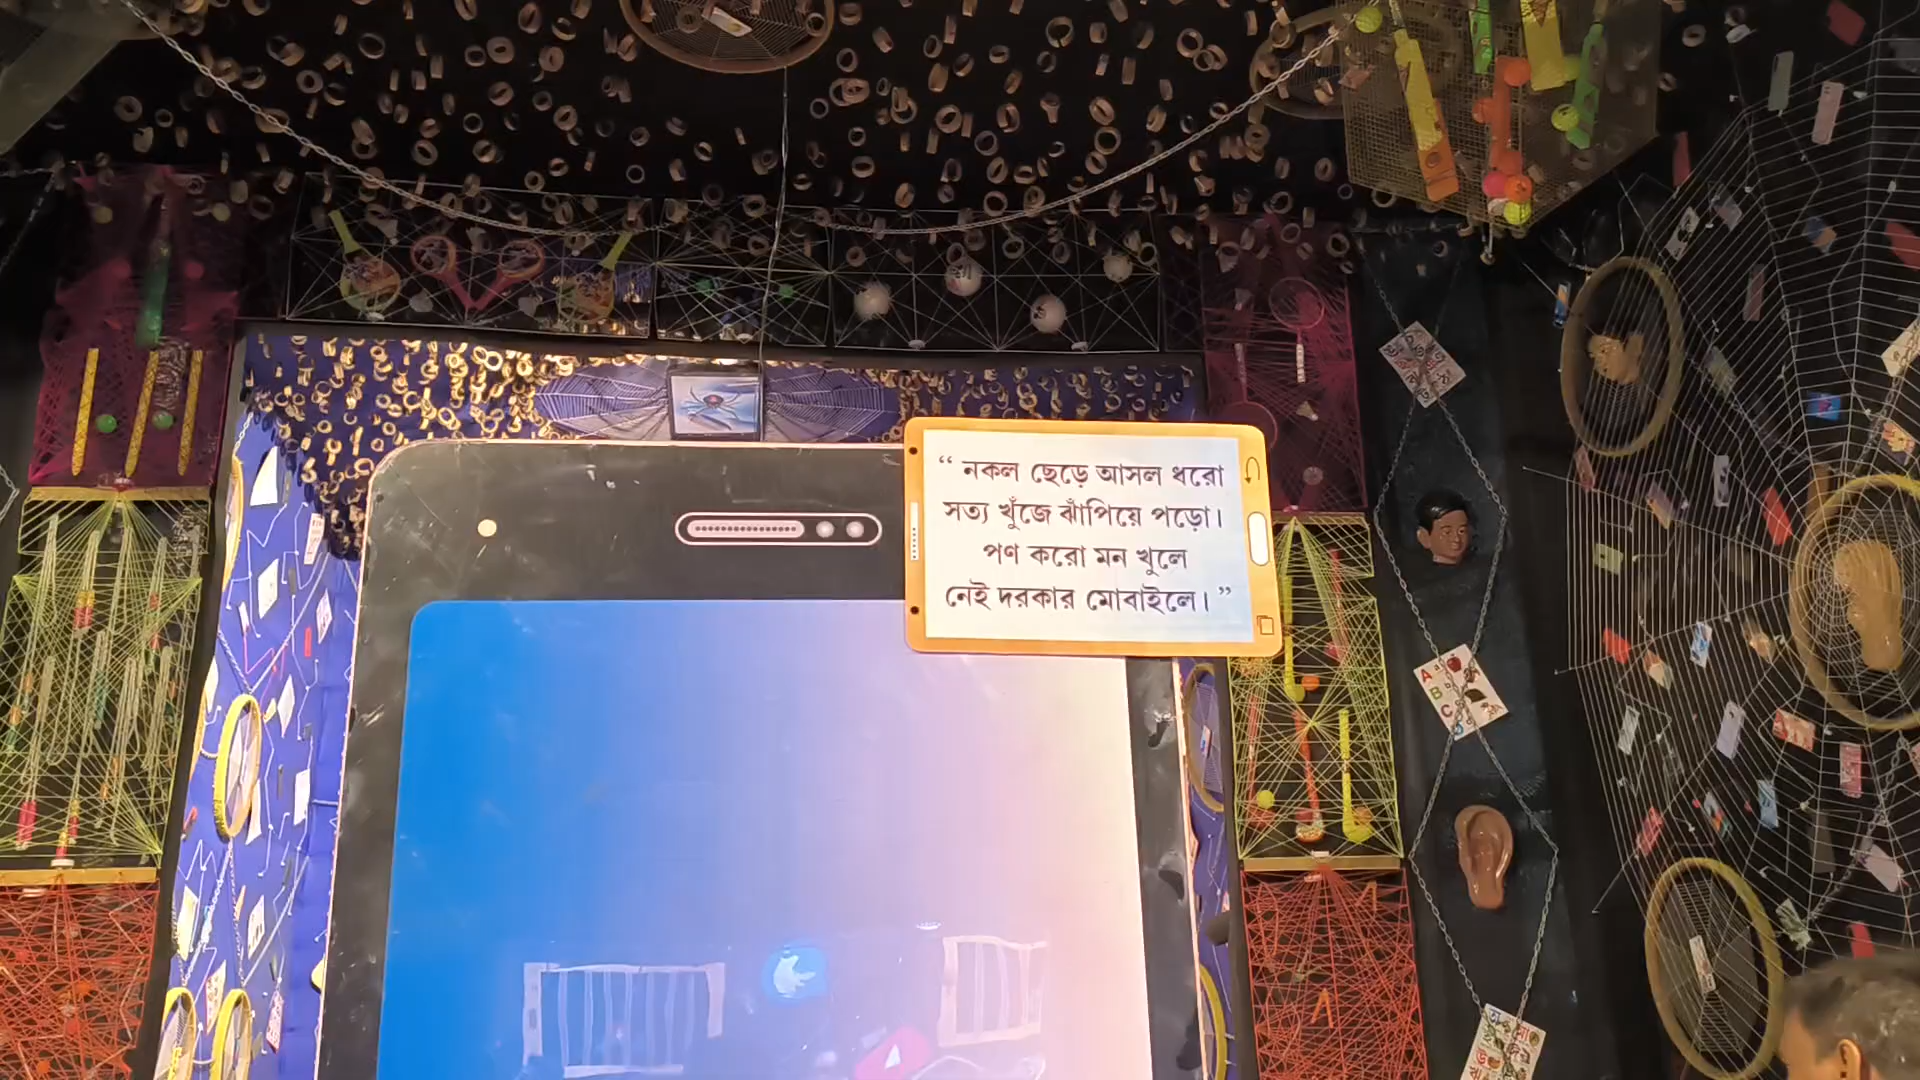 “ নকল ছেড়ে আসল ধরো
সত্য খুঁজে ঝাঁপিয়ে পড়ো।
পণ করো মন খুলে
নেই দরকার মোবাইলে। ”
A
B
C